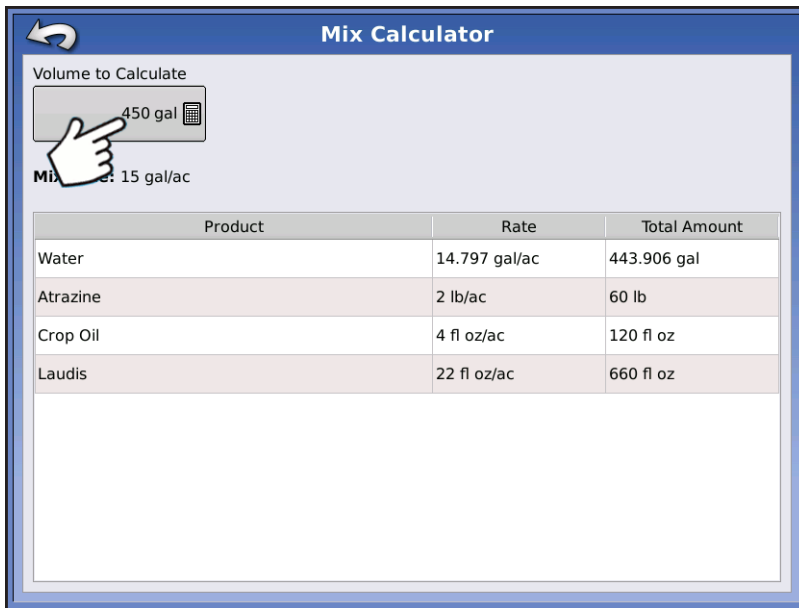 Mix Calculator
Volume to Calculate
450 gal
15 gal/ac
Product Rate Total Amount
Water 14.797 gal/ac 443.906 gal
Atrazine 2 lb/ac 60 lb
Crop Oil 4 fl oz/ac 120 fl oz
Laudis 22 fl oz/ac 660 fl oz